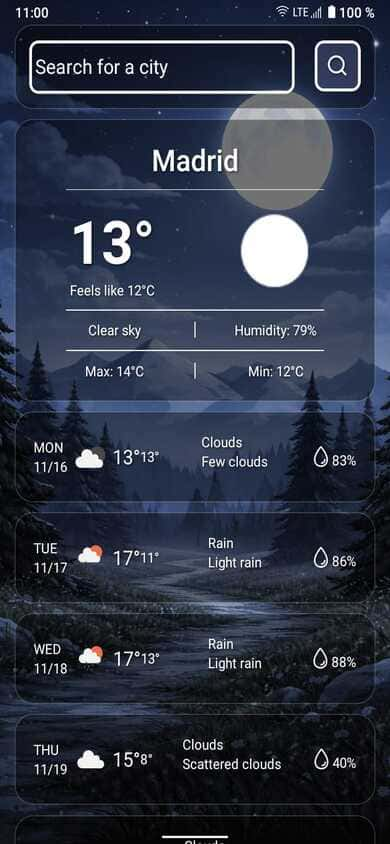 11:00 LTE 100 %
Search for a city
Madrid
13°
Feels like 12°C
Clear sky | Humidity: 79%
Max: 14°C | Min: 12°C
MON
11/16
13°13°
Clouds
Few clouds
83%
TUE
11/17
17°11°
Rain
Light rain
86%
WED
11/18
17°13°
Rain
Light rain
88%
THU
11/19
15°8°
Clouds
Scattered clouds
40%
Clouds